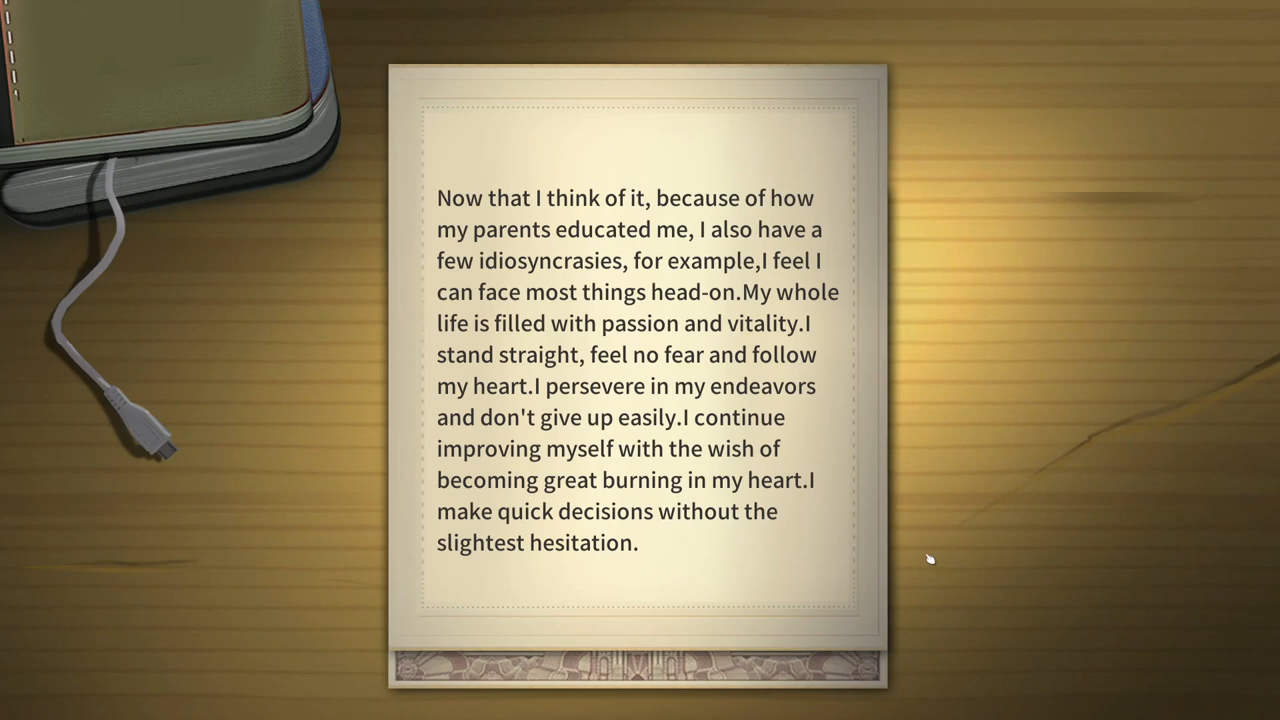 Now that I think of it, because of how
my parents educated me, I also have a
few idiosyncrasies, for example,I feel I
can face most things head-on.My whole
life is filled with passion and vitality.I
stand straight, feel no fear and follow
my heart.I persevere in my endeavors
and don't give up easily.I continue
improving myself with the wish of
becoming great burning in my heart.I
make quick decisions without the
slightest hesitation.